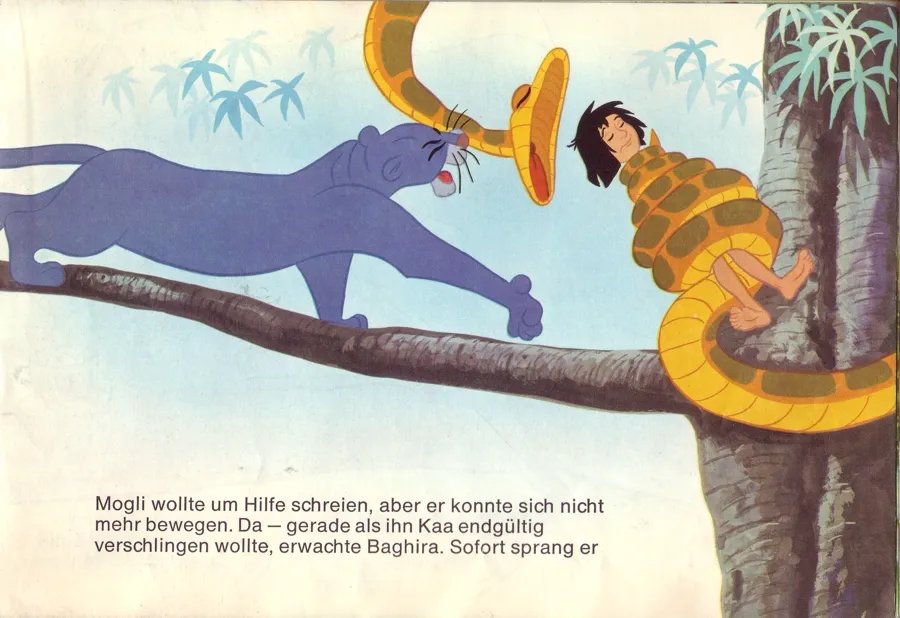 Mogli wollte um Hilfe schreien, aber er konnte sich nicht
mehr bewegen. Da — gerade als ihn Kaa endgültig
verschlingen wollte, erwachte Baghira. Sofort sprang er